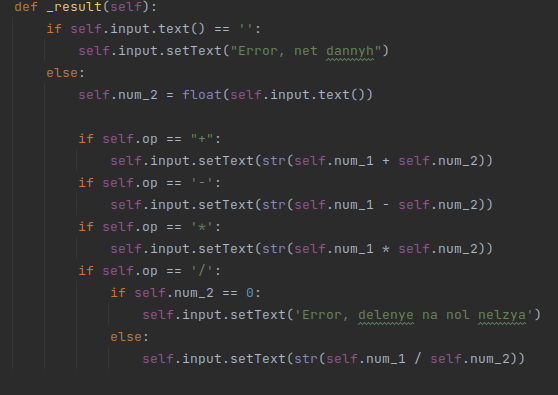 def _result(self):
    if self.input.text() == '':
        self.input.setText("Error, net dannyh")
    else:
        self.num_2 = float(self.input.text())

        if self.op == "+":
            self.input.setText(str(self.num_1 + self.num_2))
        if self.op == '-':
            self.input.setText(str(self.num_1 - self.num_2))
        if self.op == '*':
            self.input.setText(str(self.num_1 * self.num_2))
        if self.op == '/':
            if self.num_2 == 0:
                self.input.setText('Error, delenye na nol nelzya')
            else:
                self.input.setText(str(self.num_1 / self.num_2))